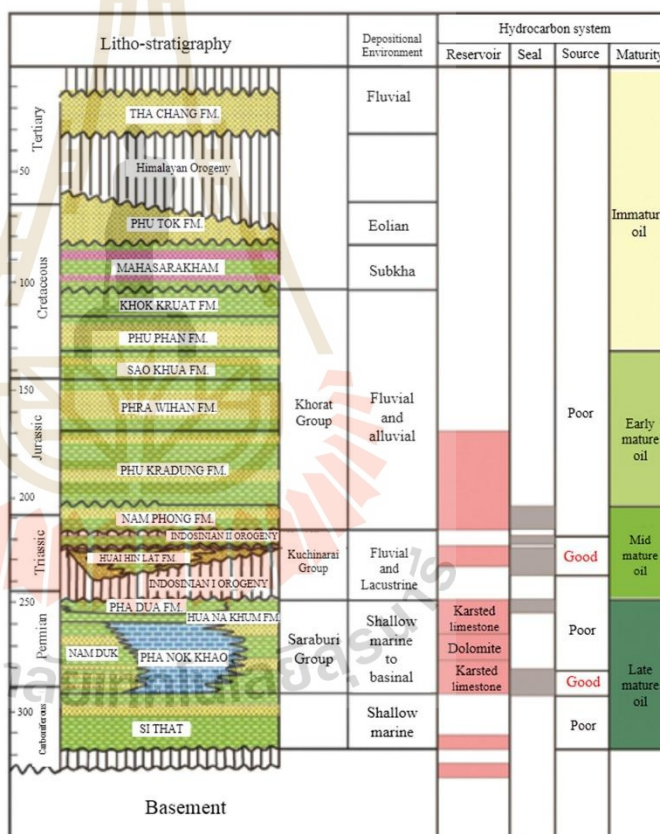 Litho-stratigraphy
Depositional
Environment
Hydrocarbon system
Reservoir
Seal
Source
Maturity
Tertiary
50
Cretaceous
100
150
Jurassic
200
Triassic
250
Permian
300
Carboniferous
THA CHANG FM.
Himalayan Orogeny
PHU TOK FM.
MAHASARAKHAM
KHOK KRUAT FM.
PHU PHAN FM.
SAO KHUA FM.
PHRA WIHAN FM.
PHU KRADUNG FM.
NAM PHONG FM.
INDOSINIAN II OROGENY
HUAI HIN LAT FM.
INDOSINIAN I OROGENY
PHA DUA FM.
HUA NA KHUM FM.
NAM DUK
PHA NOK KHAO
SI THAT
Basement
Khorat
Group
Kuchinarai
Group
Saraburi
Group
Fluvial
Eolian
Subkha
Fluvial
and
alluvial
Fluvial
and
Lacustrine
Shallow
marine
to
basinal
Shallow
marine
Karsted
limestone
Dolomite
Karsted
limestone
Poor
Good
Poor
Good
Poor
Immature
oil
Early
mature
oil
Mid
mature
oil
Late
mature
oil